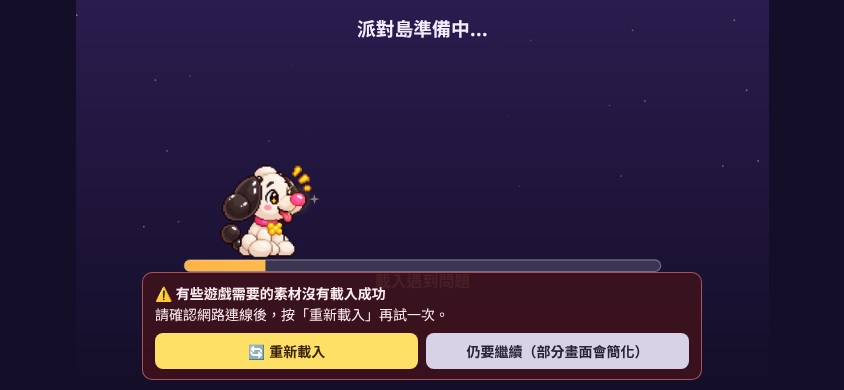 派對島準備中...
載入遇到問題
⚠️ 有些遊戲需要的素材沒有載入成功
請確認網路連線後，按「重新載入」再試一次。
🔄 重新載入
仍要繼續（部分畫面會簡化）